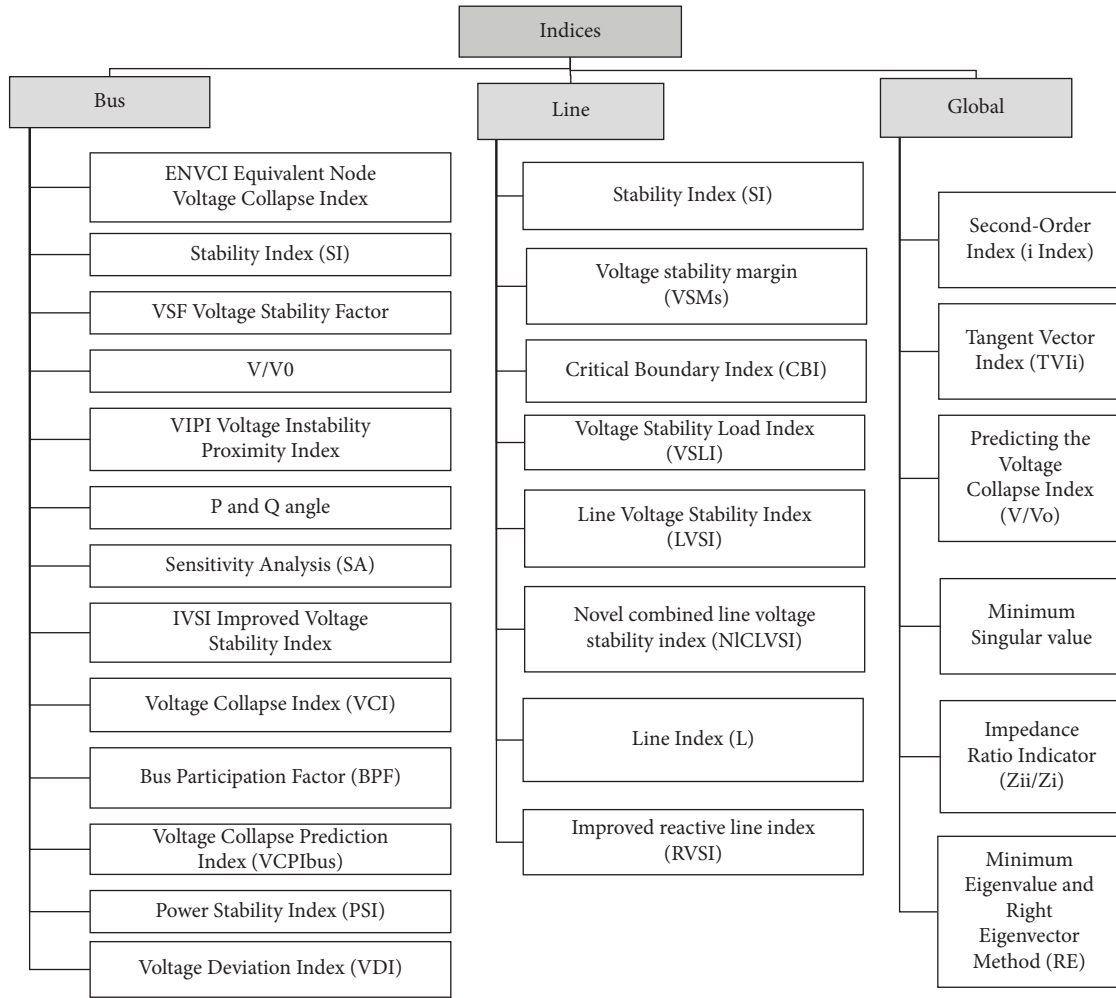 Indices
Bus
ENVCI Equivalent Node
Voltage Collapse Index
Stability Index (SI)
VSF Voltage Stability Factor
V/V0
VIPI Voltage Instability
Proximity Index
P and Q angle
Sensitivity Analysis (SA)
IVSI Improved Voltage
Stability Index
Voltage Collapse Index (VCI)
Bus Participation Factor (BPF)
Voltage Collapse Prediction
Index (VCPIbus)
Power Stability Index (PSI)
Voltage Deviation Index (VDI)
Line
Stability Index (SI)
Voltage stability margin
(VSMs)
Critical Boundary Index (CBI)
Voltage Stability Load Index
(VSLI)
Line Voltage Stability Index
(LVSI)
Novel combined line voltage
stability index (NlCLVSI)
Line Index (L)
Improved reactive line index
(RVSI)
Global
Second-Order
Index (i Index)
Tangent Vector
Index (TVIi)
Predicting the
Voltage
Collapse Index
(V/Vo)
Minimum
Singular value
Impedance
Ratio Indicator
(Zii/Zi)
Minimum
Eigenvalue and
Right
Eigenvector
Method (RE)